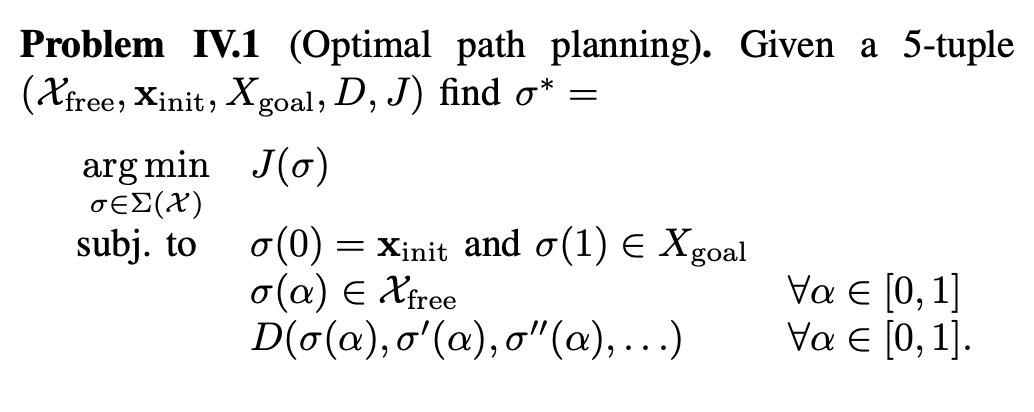 Problem IV.1 (Optimal path planning). Given a 5-tuple
(𝒳free, xinit, Xgoal, D, J) find σ* =
arg min J(σ)
σ∈Σ(𝒳)
subj. to σ(0) = xinit and σ(1) ∈ Xgoal
σ(α) ∈ 𝒳free ∀α ∈ [0, 1]
D(σ(α), σ′(α), σ″(α), . . .) ∀α ∈ [0, 1].